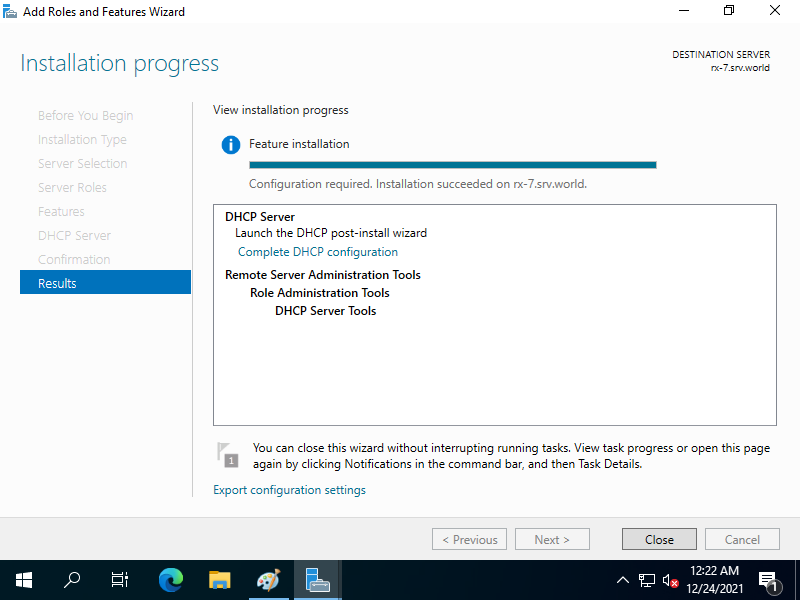 Add Roles and Features Wizard
Installation progress
DESTINATION SERVER
rx-7.srv.world
Before You Begin
Installation Type
Server Selection
Server Roles
Features
DHCP Server
Confirmation
Results
View installation progress
Feature installation
Configuration required. Installation succeeded on rx-7.srv.world.
DHCP Server
Launch the DHCP post-install wizard
Complete DHCP configuration
Remote Server Administration Tools
Role Administration Tools
DHCP Server Tools
1
You can close this wizard without interrupting running tasks. View task progress or open this page
again by clicking Notifications in the command bar, and then Task Details.
Export configuration settings
< Previous
Next >
Close
Cancel
12:22 AM
12/24/2021
1